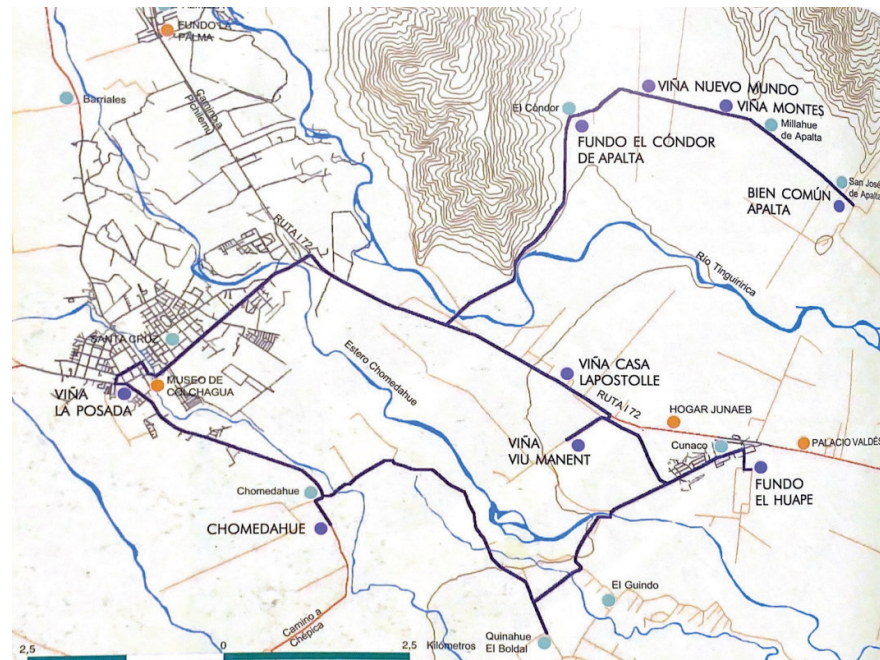 FUNDO LA
PALMA
Barriales
Camino a
Pichilemu
El Cóndor
VIÑA NUEVO MUNDO
VIÑA MONTES
Millahue
de Apalta
FUNDO EL CÓNDOR
DE APALTA
San José
de Apalta
BIEN COMÚN
APALTA
RUTA I 72
Río Tinguiririca
SANTA CRUZ
Estero Chomedahue
MUSEO DE
COLCHAGUA
VIÑA
LA POSADA
VIÑA CASA
LAPOSTOLLE
RUTA I 72
HOGAR JUNAEB
VIÑA
VIU MANENT
Cunaco
PALACIO VALDÉS
FUNDO
EL HUAPE
Chomedahue
CHOMEDAHUE
El Guindo
Camino a
Chépica
Quinahue
El Boldal
2,5
0
2,5
Kilómetros